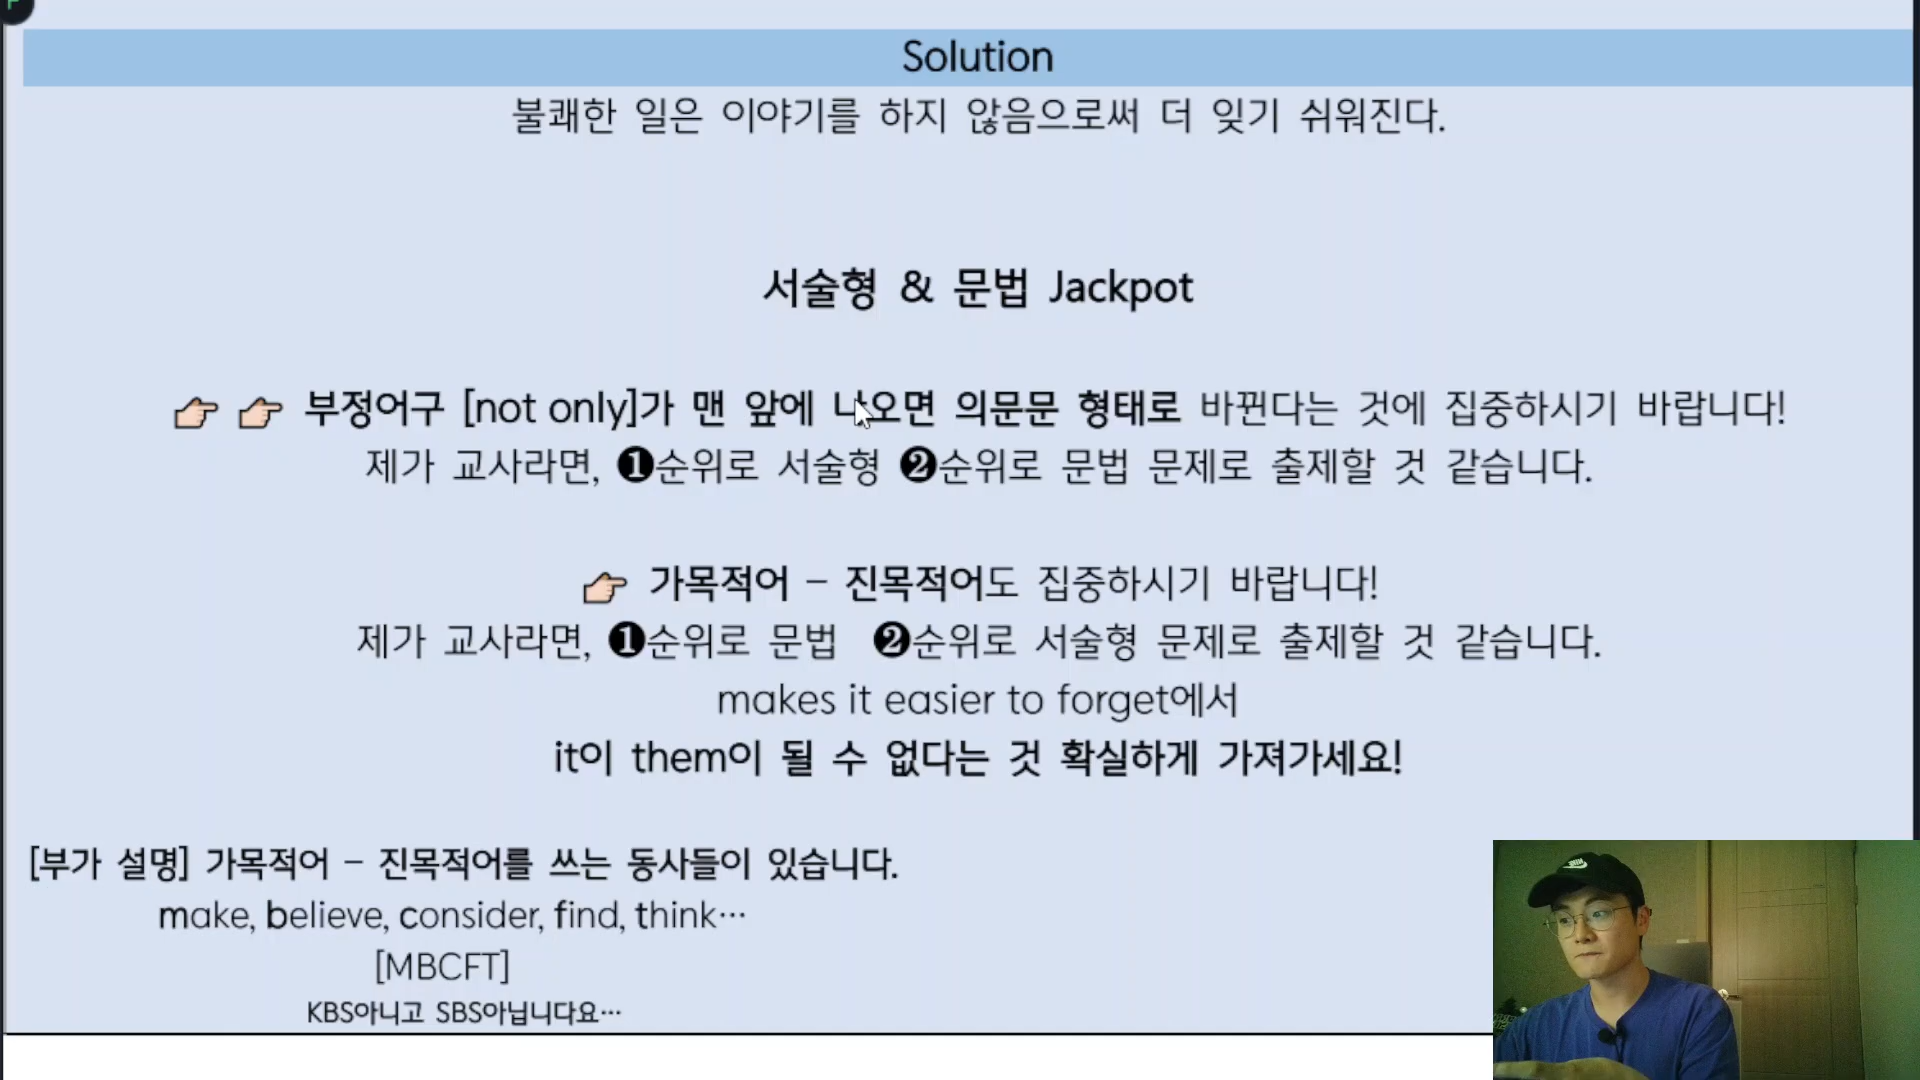 Solution
불쾌한 일은 이야기를 하지 않음으로써 더 잊기 쉬워진다.
서술형 & 문법 Jackpot
👉 👉 부정어구 [not only]가 맨 앞에 나오면 의문문 형태로 바뀐다는 것에 집중하시기 바랍니다!
제가 교사라면, ❶순위로 서술형 ❷순위로 문법 문제로 출제할 것 같습니다.
👉 가목적어 – 진목적어도 집중하시기 바랍니다!
제가 교사라면, ❶순위로 문법 ❷순위로 서술형 문제로 출제할 것 같습니다.
makes it easier to forget에서
it이 them이 될 수 없다는 것 확실하게 가져가세요!
[부가 설명] 가목적어 – 진목적어를 쓰는 동사들이 있습니다.
make, believe, consider, find, think…
[MBCFT]
KBS아니고 SBS아닙니다요…